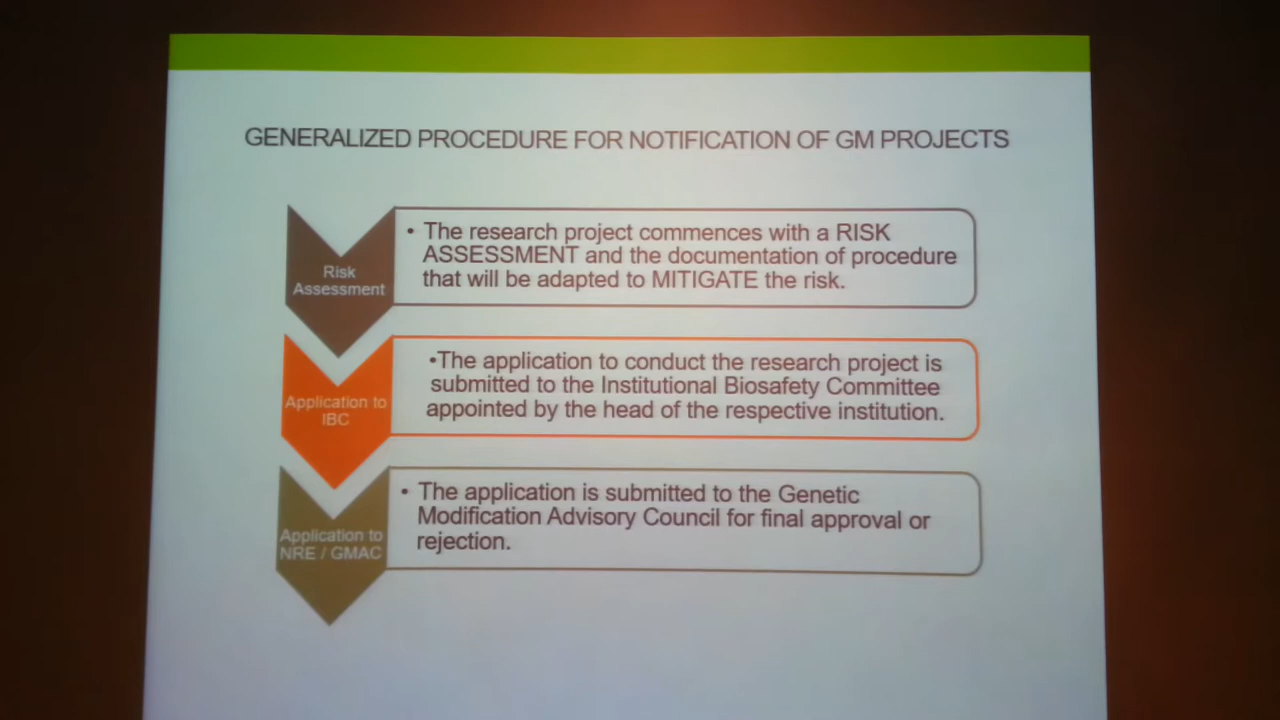 GENERALIZED PROCEDURE FOR NOTIFICATION OF GM PROJECTS
Risk
Assessment
• The research project commences with a RISK
ASSESSMENT and the documentation of procedure
that will be adapted to MITIGATE the risk.
Application to
IBC
•The application to conduct the research project is
submitted to the Institutional Biosafety Committee
appointed by the head of the respective institution.
Application to
NRE / GMAC
• The application is submitted to the Genetic
Modification Advisory Council for final approval or
rejection.